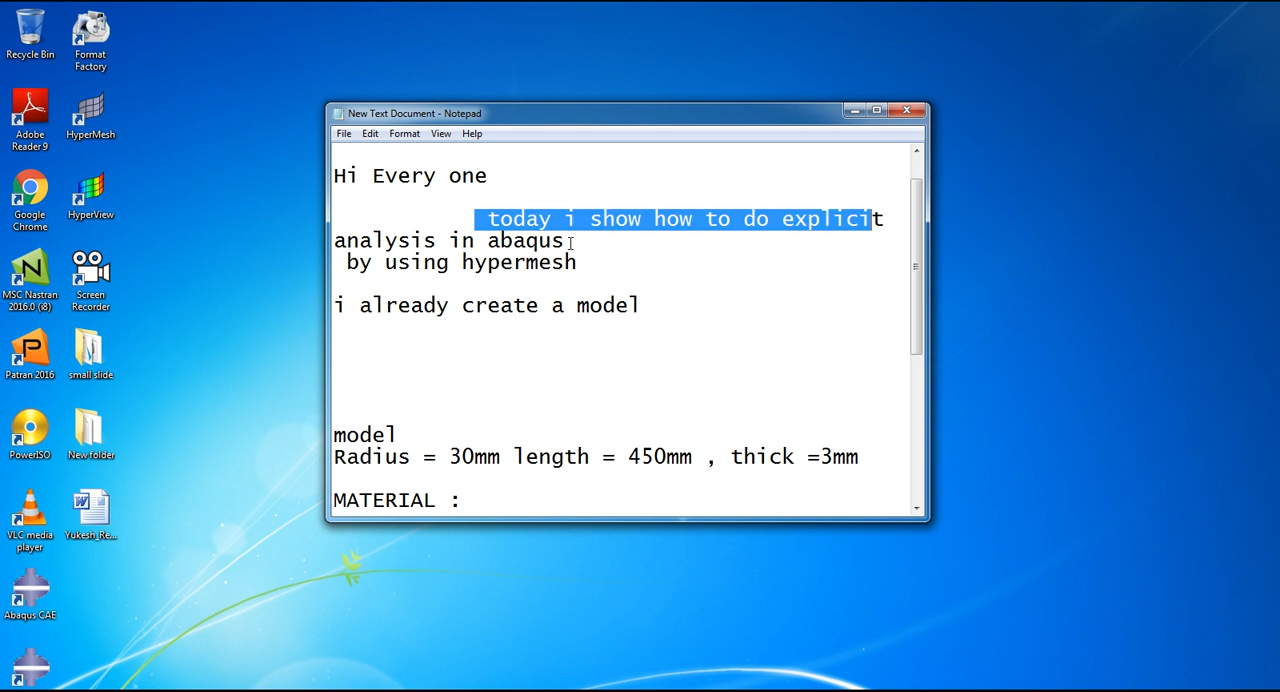 Recycle Bin
Format
Factory
Adobe
Reader 9
HyperMesh
Google
Chrome
HyperView
MSC Nastran
2016.0 (i8)
Screen
Recorder
Patran 2016
small slide
PowerISO
New folder
VLC media
player
Yukesh_Re...
Abaqus CAE
New Text Document - Notepad
File Edit Format View Help
Hi Every one
today i show how to do explicit
analysis in abaqus
by using hypermesh
i already create a model
model
Radius = 30mm length = 450mm , thick =3mm
MATERIAL :